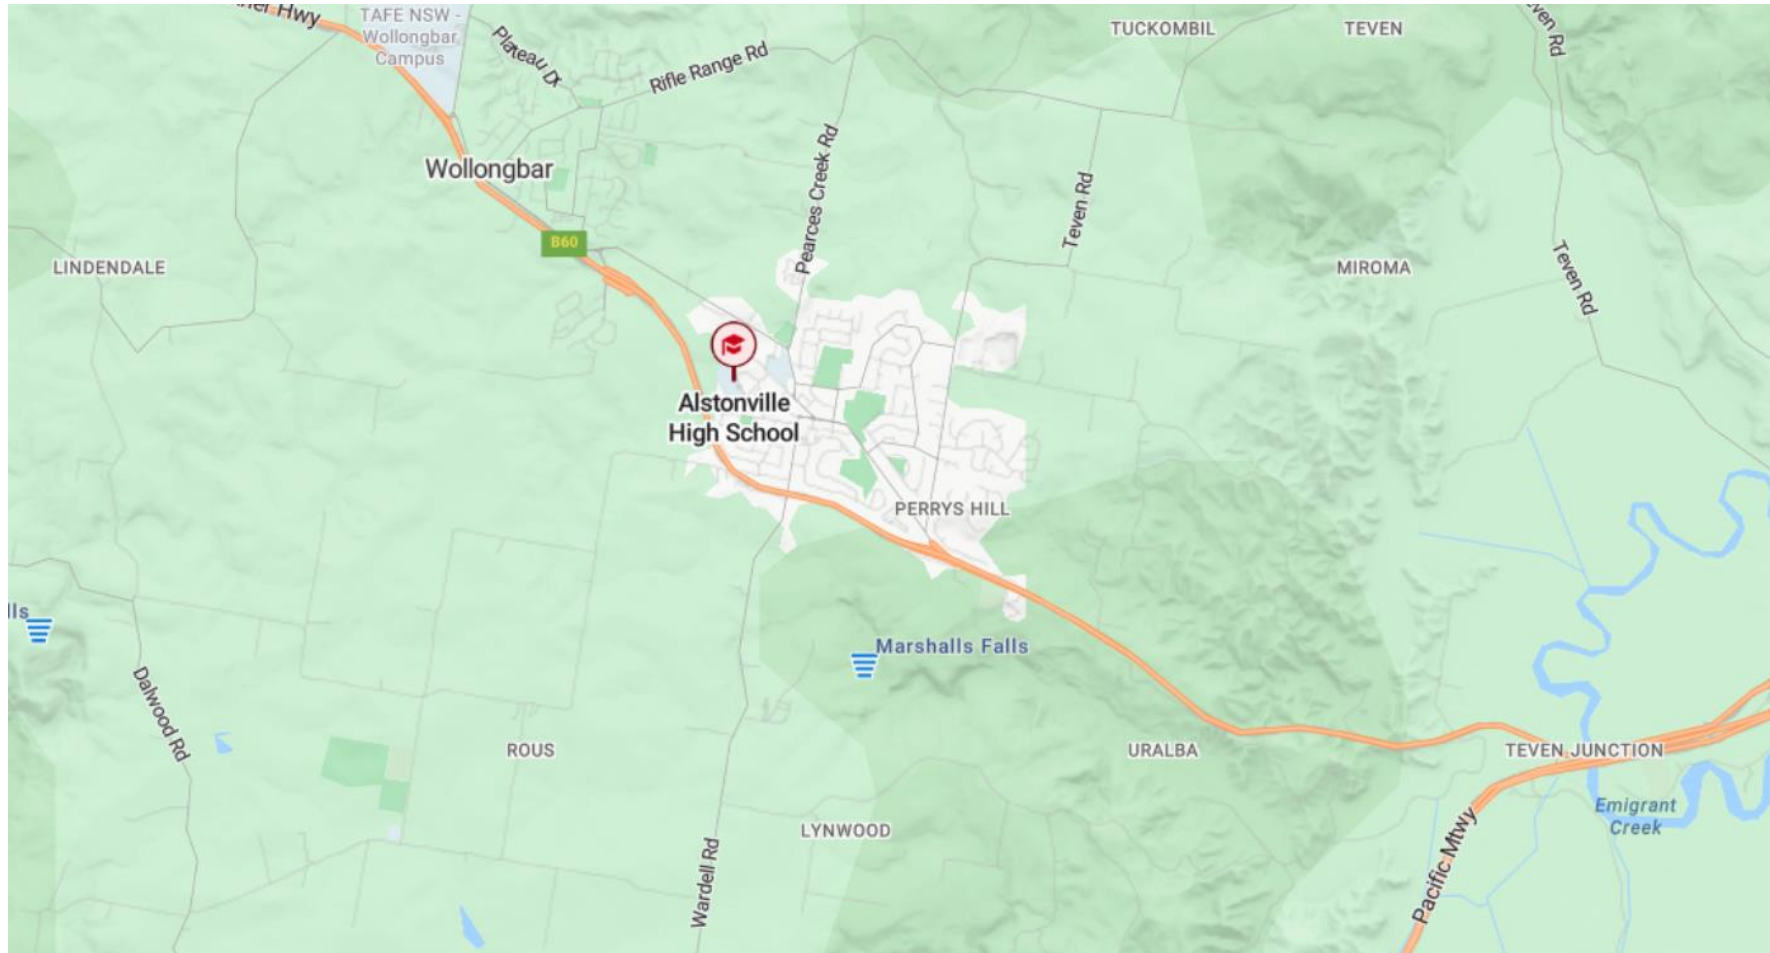 Hwy
TAFE NSW -
Wollongbar
Campus
Plateau Dr
Rifle Range Rd
TUCKOMBIL
TEVEN
Teven Rd
Wollongbar
Pearces Creek Rd
Teven Rd
B60
LINDENDALE
MIROMA
Teven Rd
Alstonville
High School
PERRYS HILL
lls
Marshalls Falls
Dalwood Rd
ROUS
URALBA
TEVEN JUNCTION
Emigrant
Creek
LYNWOOD
Wardell Rd
Pacific Mtwy